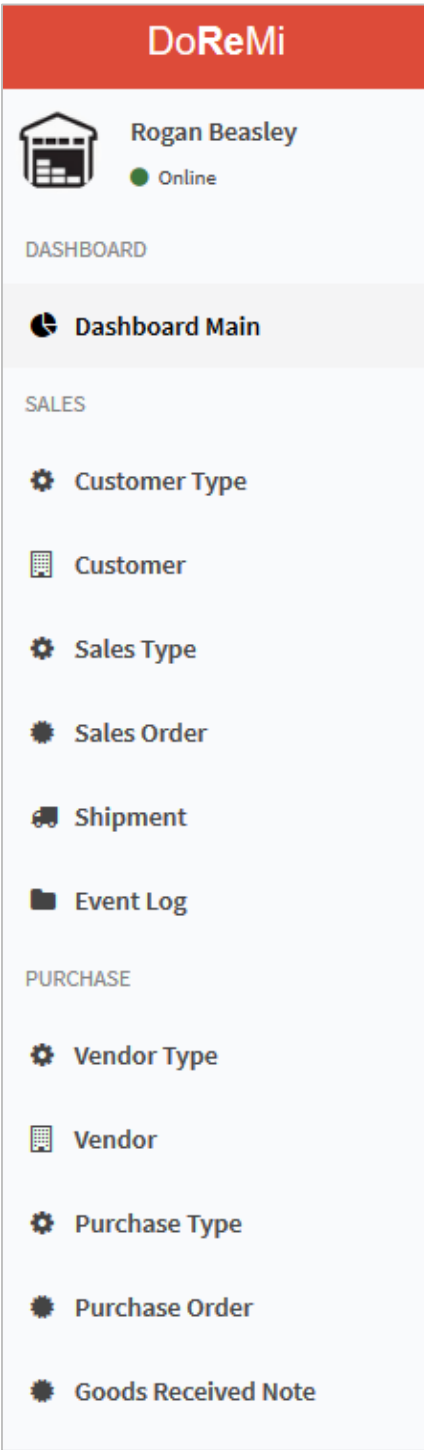 DoReMi
Rogan Beasley
Online
DASHBOARD
Dashboard Main
SALES
Customer Type
Customer
Sales Type
Sales Order
Shipment
Event Log
PURCHASE
Vendor Type
Vendor
Purchase Type
Purchase Order
Goods Received Note